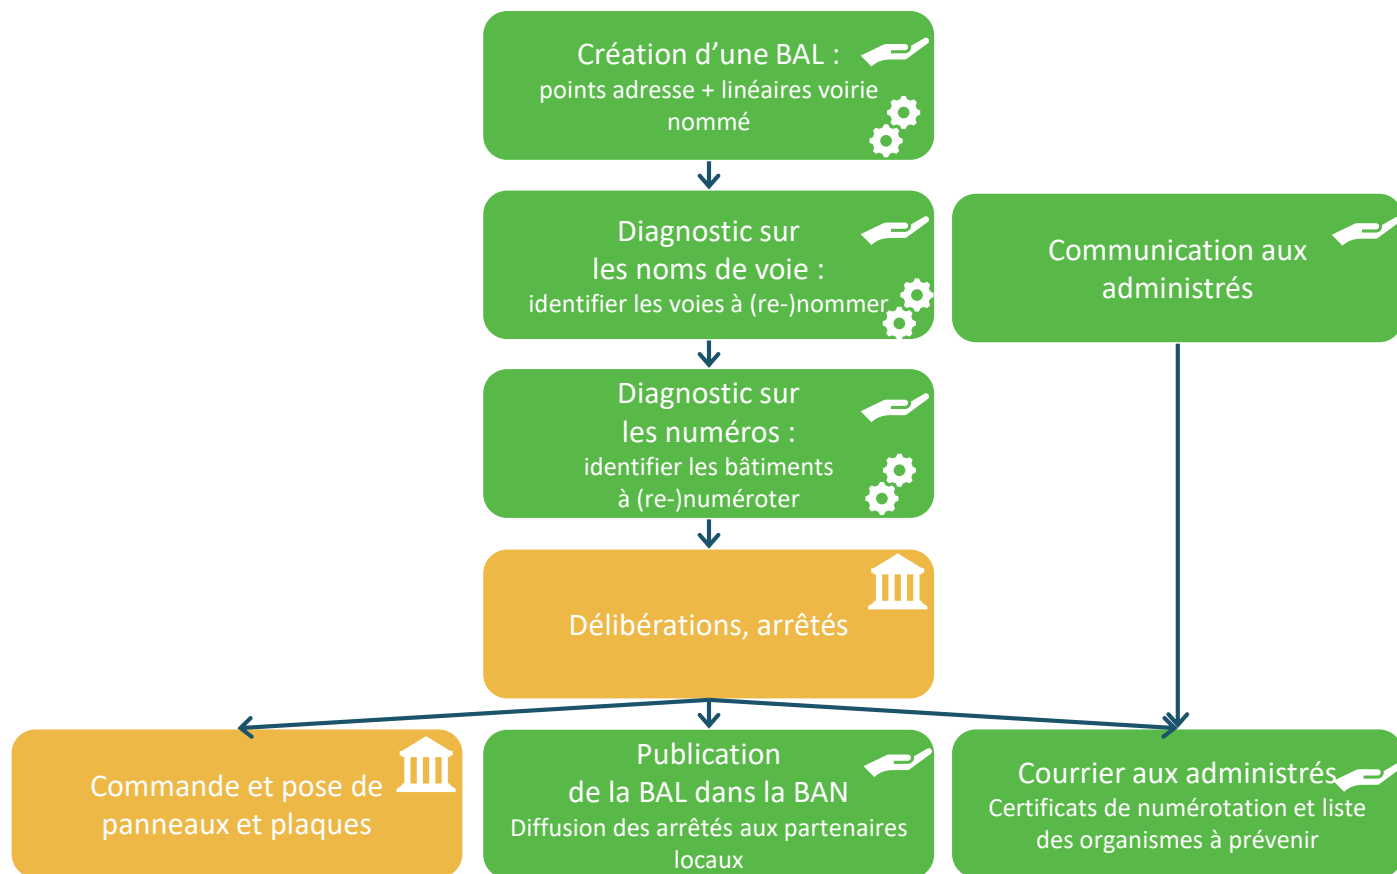 Création d’une BAL :
points adresse + linéaires voirie
nommé
Diagnostic sur
les noms de voie :
identifier les voies à (re-)nommer
Communication aux
administrés
Diagnostic sur
les numéros :
identifier les bâtiments
à (re-)numéroter
Délibérations, arrêtés
Commande et pose de
panneaux et plaques
Publication
de la BAL dans la BAN
Diffusion des arrêtés aux partenaires
locaux
Courrier aux administrés
Certificats de numérotation et liste
des organismes à prévenir